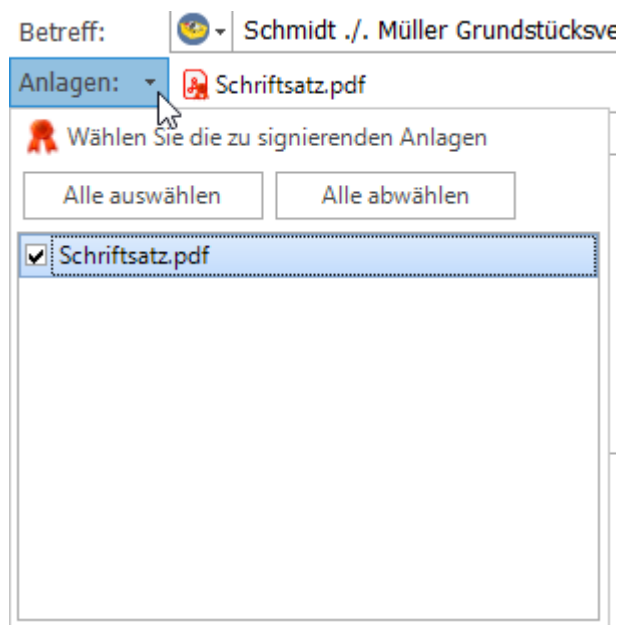 Betreff: Schmidt ./. Müller Grundstücksve
Anlagen: Schriftsatz.pdf
Wählen Sie die zu signierenden Anlagen
Alle auswählen Alle abwählen
Schriftsatz.pdf